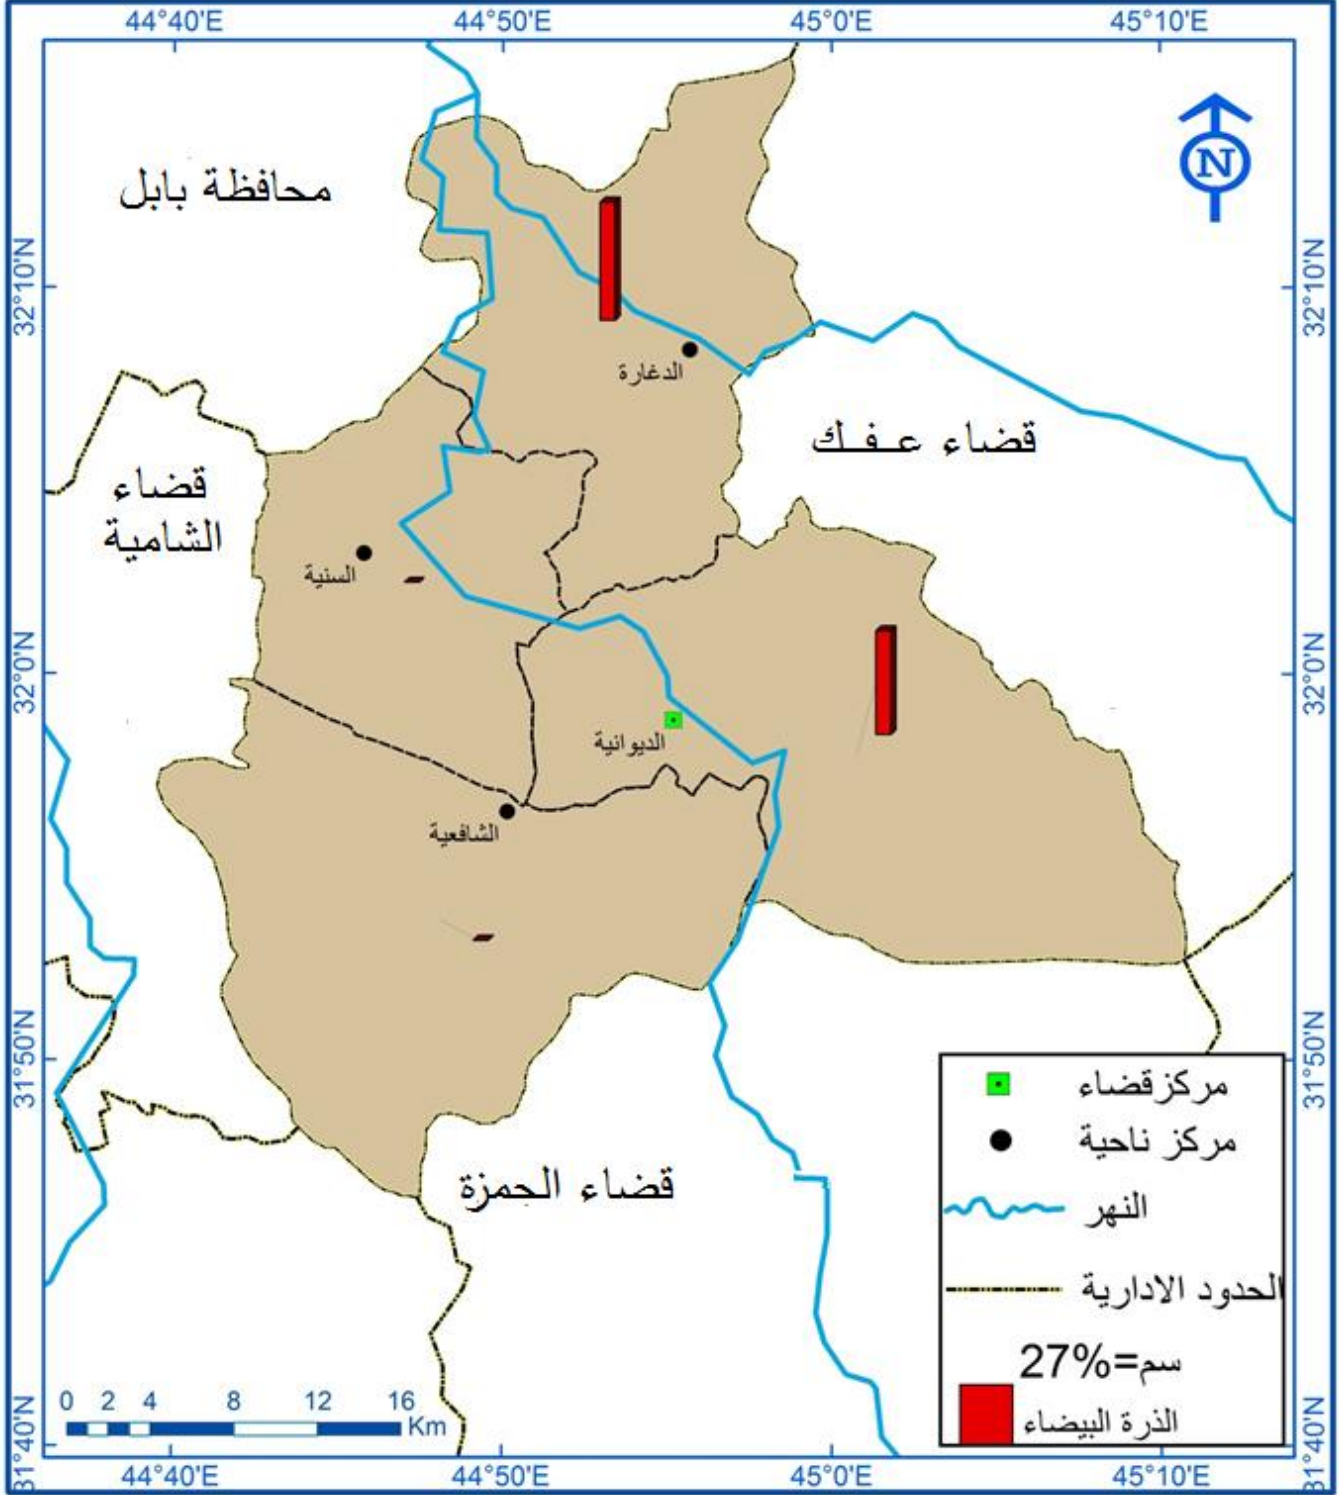 44°40'E 44°50'E 45°0'E 45°10'E
N
محافظة بابل
32°10'N 32°10'N
الدغارة
قضاء عـفـك
قضاء
الشامية
السنية
32°0'N 32°0'N
الديوانية
الشافعية
31°50'N 31°50'N
قضاء الحمزة
مركزقضاء
مركز ناحية
النهر
الحدود الادارية
سم=27%
الذرة البيضاء
0 2 4 8 12 16
Km
31°40'N 31°40'N
44°40'E 44°50'E 45°0'E 45°10'E